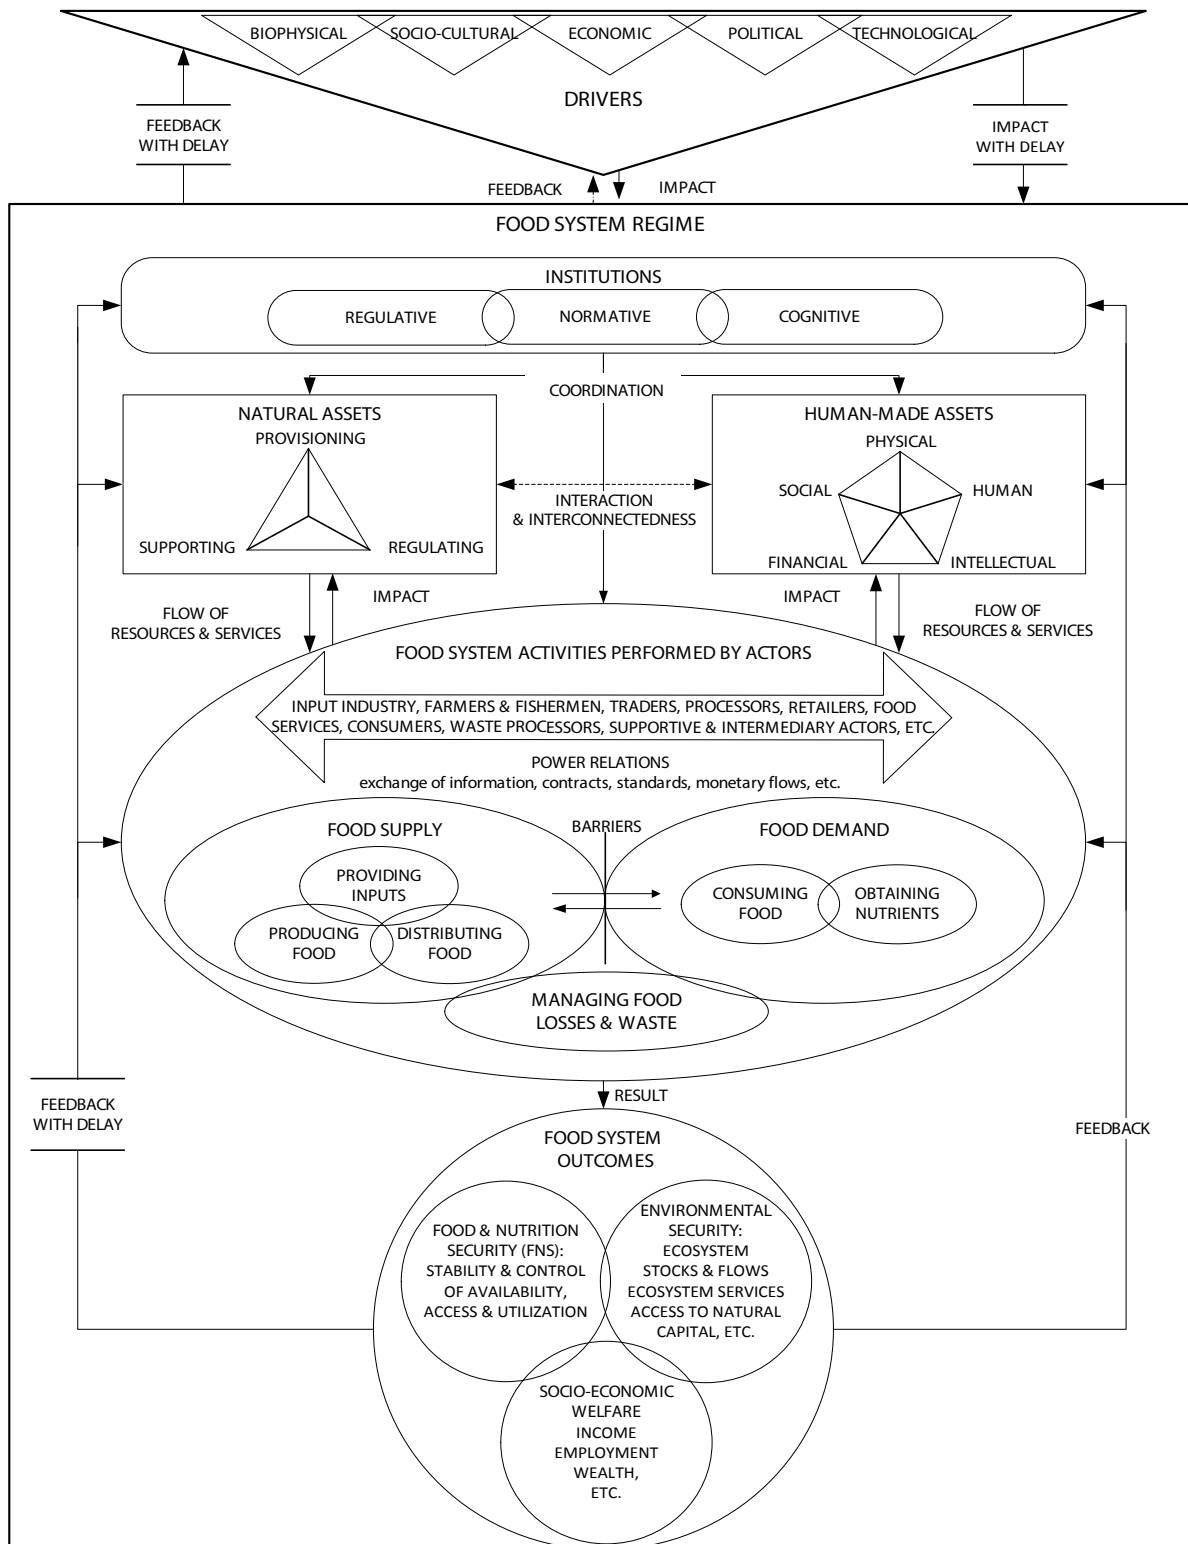 BIOPHYSICAL
SOCIO-CULTURAL
ECONOMIC
POLITICAL
TECHNOLOGICAL
DRIVERS
FEEDBACK
WITH DELAY
IMPACT
WITH DELAY
FEEDBACK
IMPACT
FOOD SYSTEM REGIME
INSTITUTIONS
REGULATIVE
NORMATIVE
COGNITIVE
COORDINATION
NATURAL ASSETS
PROVISIONING
SUPPORTING
REGULATING
HUMAN-MADE ASSETS
PHYSICAL
SOCIAL
HUMAN
FINANCIAL
INTELLECTUAL
INTERACTION
& INTERCONNECTEDNESS
FLOW OF
RESOURCES & SERVICES
IMPACT
IMPACT
FLOW OF
RESOURCES & SERVICES
FOOD SYSTEM ACTIVITIES PERFORMED BY ACTORS
INPUT INDUSTRY, FARMERS & FISHERMEN, TRADERS, PROCESSORS, RETAILERS, FOOD
SERVICES, CONSUMERS, WASTE PROCESSORS, SUPPORTIVE & INTERMEDIARY ACTORS, ETC.
POWER RELATIONS
exchange of information, contracts, standards, monetary flows, etc.
FOOD SUPPLY
PROVIDING
INPUTS
PRODUCING
FOOD
DISTRIBUTING
FOOD
BARRIERS
FOOD DEMAND
CONSUMING
FOOD
OBTAINING
NUTRIENTS
MANAGING FOOD
LOSSES & WASTE
RESULT
FEEDBACK
WITH DELAY
FEEDBACK
FOOD SYSTEM
OUTCOMES
FOOD & NUTRITION
SECURITY (FNS):
STABILITY & CONTROL
OF AVAILABILITY,
ACCESS & UTILIZATION
ENVIRONMENTAL
SECURITY:
ECOSYSTEM
STOCKS & FLOWS
ECOSYSTEM SERVICES
ACCESS TO NATURAL
CAPITAL, ETC.
SOCIO-ECONOMIC
WELFARE
INCOME
EMPLOYMENT
WEALTH,
ETC.